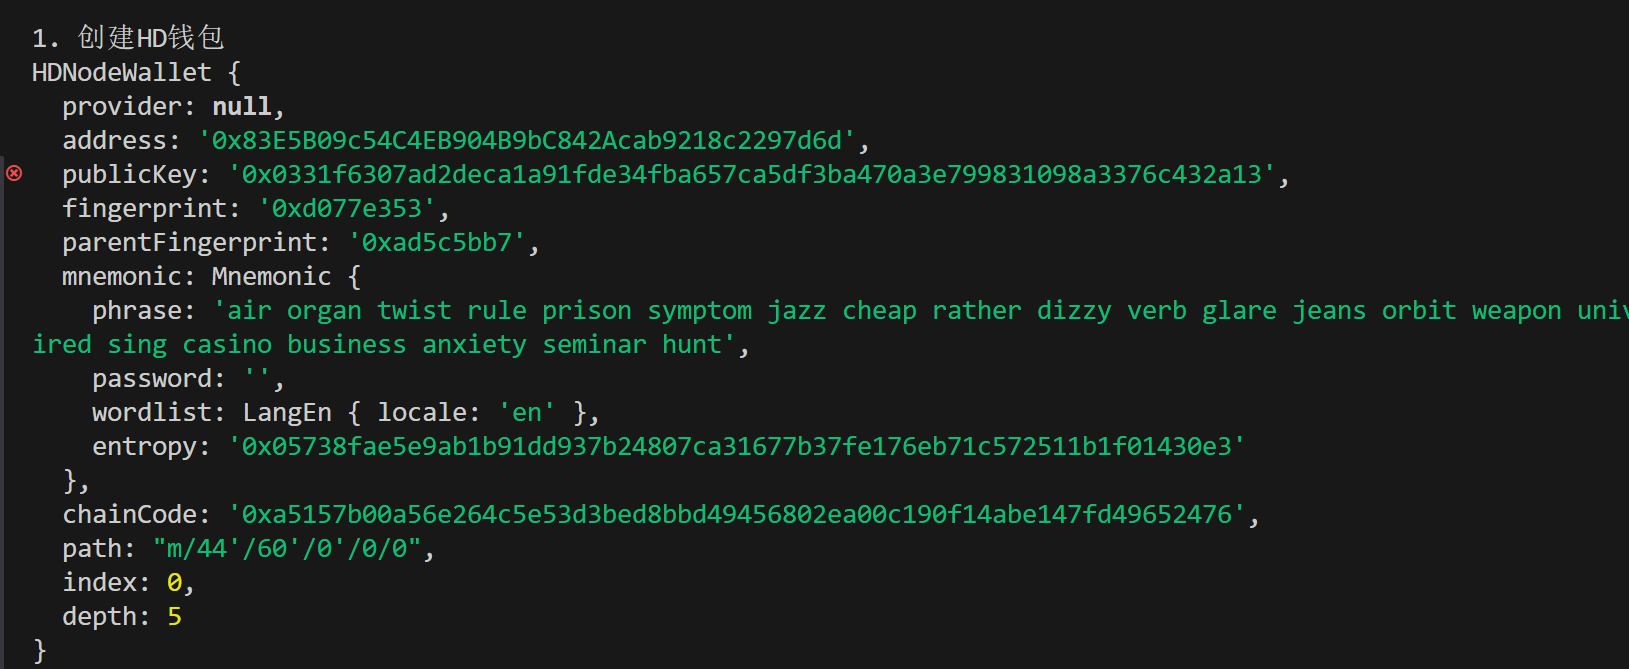 1. 创建HD钱包
HDNodeWallet {
provider: null,
address: '0x83E5B09c54C4EB904B9bC842Acab9218c2297d6d',
publicKey: '0x0331f6307ad2deca1a91fde34fba657ca5df3ba470a3e799831098a3376c432a13',
fingerprint: '0xd077e353',
parentFingerprint: '0xad5c5bb7',
mnemonic: Mnemonic {
phrase: 'air organ twist rule prison symptom jazz cheap rather dizzy verb glare jeans orbit weapon univ
ired sing casino business anxiety seminar hunt',
password: '',
wordlist: LangEn { locale: 'en' },
entropy: '0x05738fae5e9ab1b91dd937b24807ca31677b37fe176eb71c572511b1f01430e3'
},
chainCode: '0xa5157b00a56e264c5e53d3bed8bbd49456802ea00c190f14abe147fd49652476',
path: "m/44'/60'/0'/0/0",
index: 0,
depth: 5
}